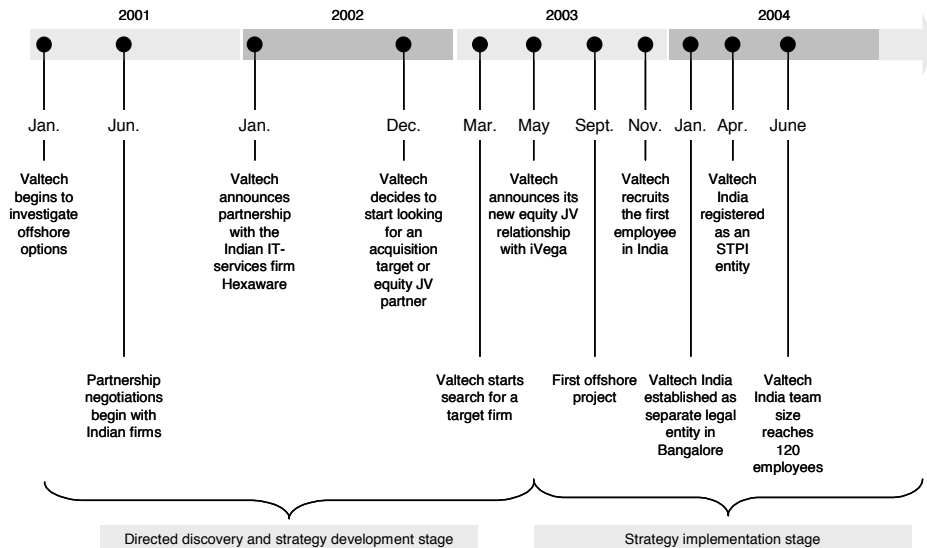 2001
2002
2003
2004
Jan.
Jun.
Jan.
Dec.
Mar.
May
Sept.
Nov.
Jan.
Apr.
June
Valtech
begins to
investigate
offshore
options
Valtech
announces
partnership
with the
Indian IT-
services firm
Hexaware
Valtech
decides to
start looking
for an
acquisition
target or
equity JV
partner
Valtech
announces its
new equity JV
relationship
with iVega
Valtech
recruits
the first
employee
in India
Valtech
India
registered
as an
STPI
entity
Partnership
negotiations
begin with
Indian firms
Valtech starts
search for a
target firm
First offshore
project
Valtech India
established as
separate legal
entity in
Bangalore
Valtech
India team
size
reaches
120
employees
Directed discovery and strategy development stage
Strategy implementation stage